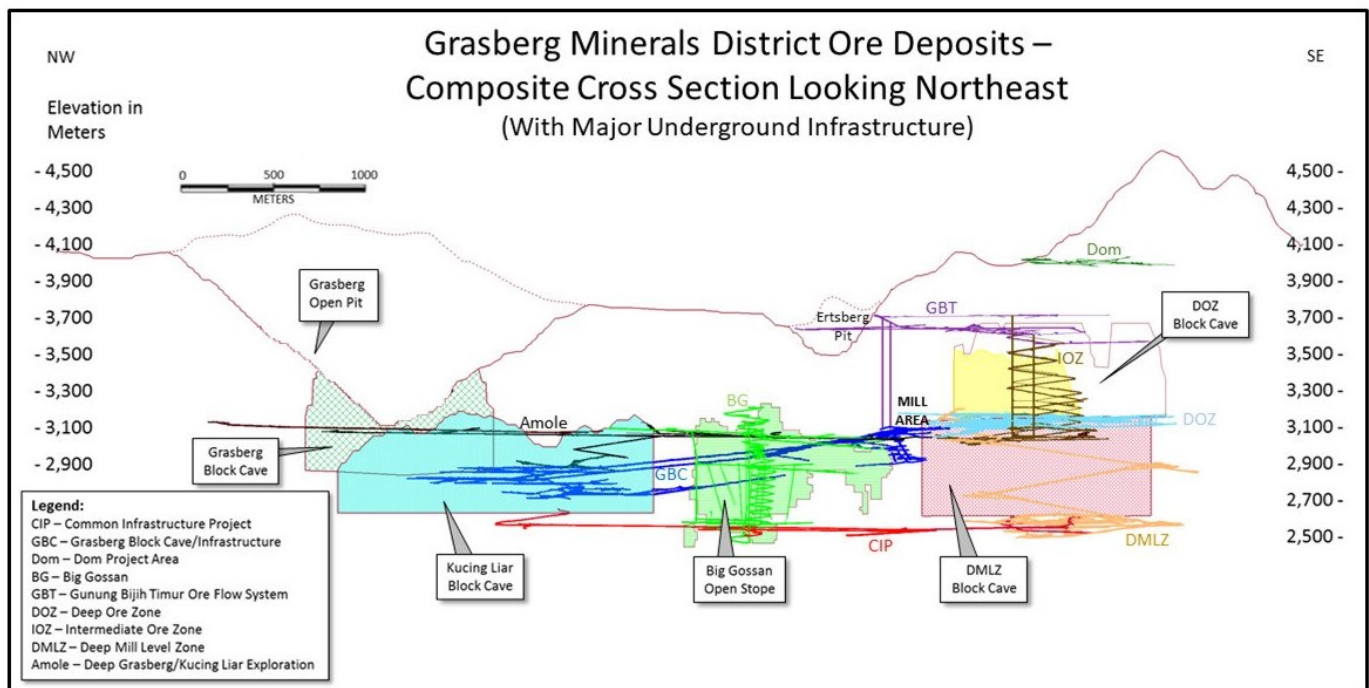 Grasberg Minerals District Ore Deposits –
Composite Cross Section Looking Northeast
(With Major Underground Infrastructure)
NW
SE
Elevation in
Meters
0 500 1000
METERS
- 4,500
- 4,300
- 4,100
- 3,900
- 3,700
- 3,500
- 3,300
- 3,100
- 2,900
4,500 -
4,300 -
4,100 -
3,900 -
3,700 -
3,500 -
3,300 -
3,100 -
2,900 -
2,700 -
2,500 -
Grasberg
Open Pit
Ertsberg
Pit
Dom
GBT
DOZ
Block Cave
IOZ
BG
MILL
AREA
DOZ
Amole
Grasberg
Block Cave
GBC
CIP
DMLZ
Kucing Liar
Block Cave
Big Gossan
Open Stope
DMLZ
Block Cave
Legend:
CIP – Common Infrastructure Project
GBC – Grasberg Block Cave/Infrastructure
Dom – Dom Project Area
BG – Big Gossan
GBT – Gunung Bijih Timur Ore Flow System
DOZ – Deep Ore Zone
IOZ – Intermediate Ore Zone
DMLZ – Deep Mill Level Zone
Amole – Deep Grasberg/Kucing Liar Exploration